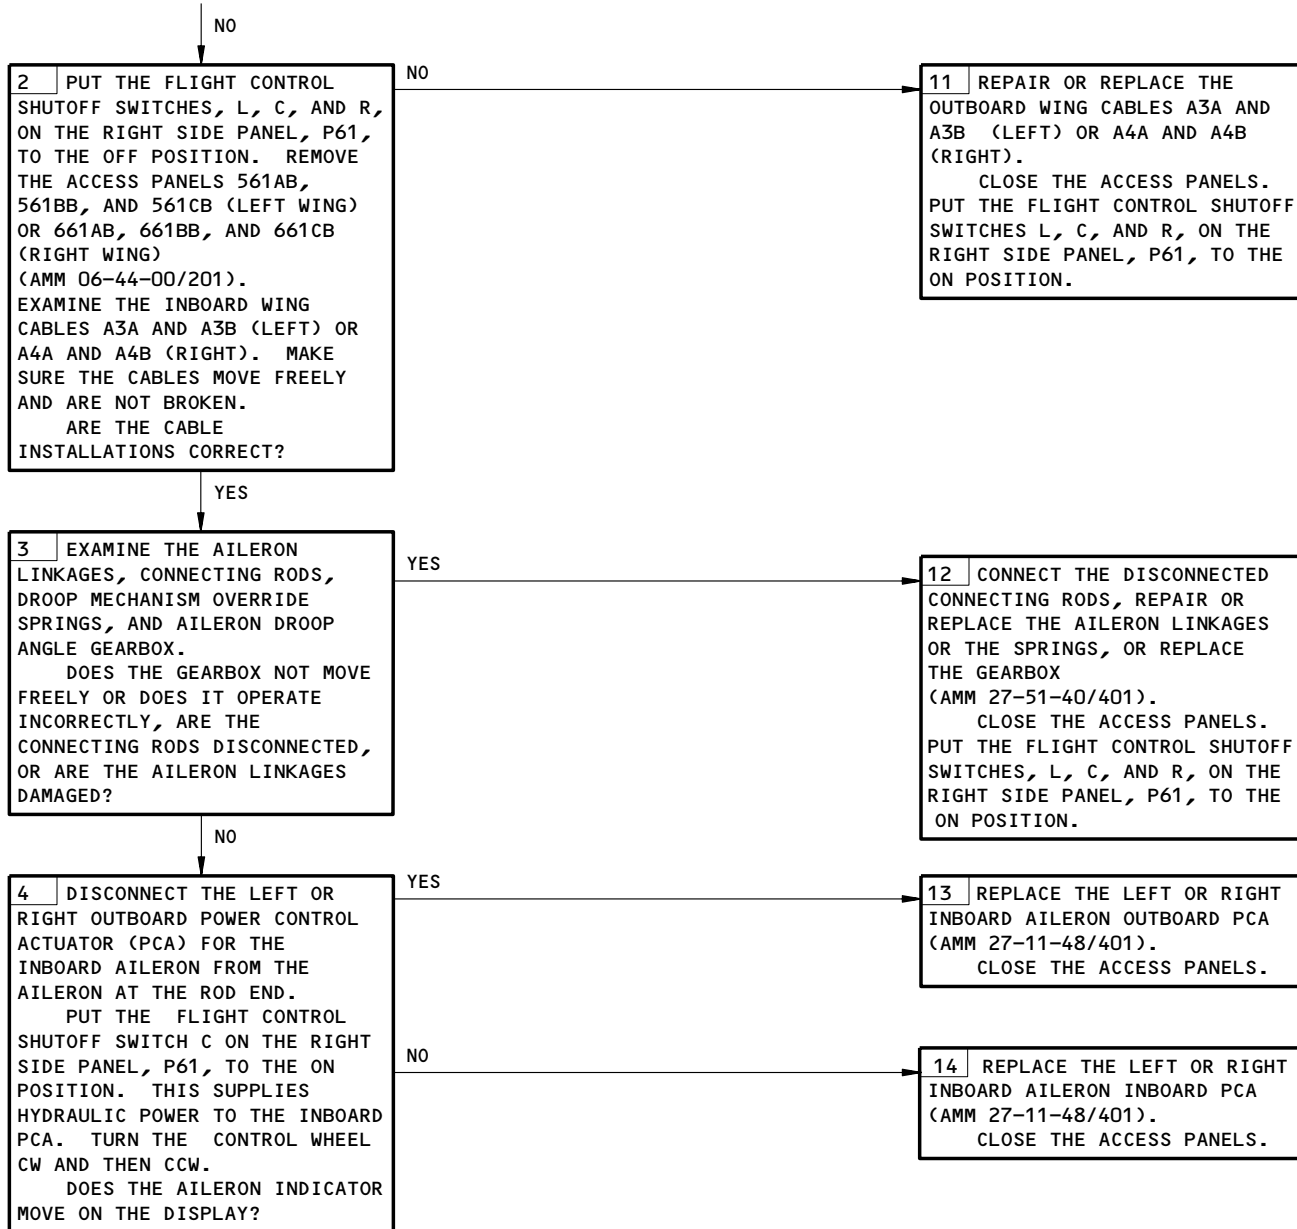 NO
2 PUT THE FLIGHT CONTROL
SHUTOFF SWITCHES, L, C, AND R,
ON THE RIGHT SIDE PANEL, P61,
TO THE OFF POSITION. REMOVE
THE ACCESS PANELS 561AB,
561BB, AND 561CB (LEFT WING)
OR 661AB, 661BB, AND 661CB
(RIGHT WING)
(AMM 06-44-00/201).
EXAMINE THE INBOARD WING
CABLES A3A AND A3B (LEFT) OR
A4A AND A4B (RIGHT). MAKE
SURE THE CABLES MOVE FREELY
AND ARE NOT BROKEN.
ARE THE CABLE
INSTALLATIONS CORRECT?
NO
11 REPAIR OR REPLACE THE
OUTBOARD WING CABLES A3A AND
A3B (LEFT) OR A4A AND A4B
(RIGHT).
CLOSE THE ACCESS PANELS.
PUT THE FLIGHT CONTROL SHUTOFF
SWITCHES L, C, AND R, ON THE
RIGHT SIDE PANEL, P61, TO THE
ON POSITION.
YES
3 EXAMINE THE AILERON
LINKAGES, CONNECTING RODS,
DROOP MECHANISM OVERRIDE
SPRINGS, AND AILERON DROOP
ANGLE GEARBOX.
DOES THE GEARBOX NOT MOVE
FREELY OR DOES IT OPERATE
INCORRECTLY, ARE THE
CONNECTING RODS DISCONNECTED,
OR ARE THE AILERON LINKAGES
DAMAGED?
YES
12 CONNECT THE DISCONNECTED
CONNECTING RODS, REPAIR OR
REPLACE THE AILERON LINKAGES
OR THE SPRINGS, OR REPLACE
THE GEARBOX
(AMM 27-51-40/401).
CLOSE THE ACCESS PANELS.
PUT THE FLIGHT CONTROL SHUTOFF
SWITCHES, L, C, AND R, ON THE
RIGHT SIDE PANEL, P61, TO THE
ON POSITION.
NO
4 DISCONNECT THE LEFT OR
RIGHT OUTBOARD POWER CONTROL
ACTUATOR (PCA) FOR THE
INBOARD AILERON FROM THE
AILERON AT THE ROD END.
PUT THE FLIGHT CONTROL
SHUTOFF SWITCH C ON THE RIGHT
SIDE PANEL, P61, TO THE ON
POSITION. THIS SUPPLIES
HYDRAULIC POWER TO THE INBOARD
PCA. TURN THE CONTROL WHEEL
CW AND THEN CCW.
DOES THE AILERON INDICATOR
MOVE ON THE DISPLAY?
YES
13 REPLACE THE LEFT OR RIGHT
INBOARD AILERON OUTBOARD PCA
(AMM 27-11-48/401).
CLOSE THE ACCESS PANELS.
NO
14 REPLACE THE LEFT OR RIGHT
INBOARD AILERON INBOARD PCA
(AMM 27-11-48/401).
CLOSE THE ACCESS PANELS.